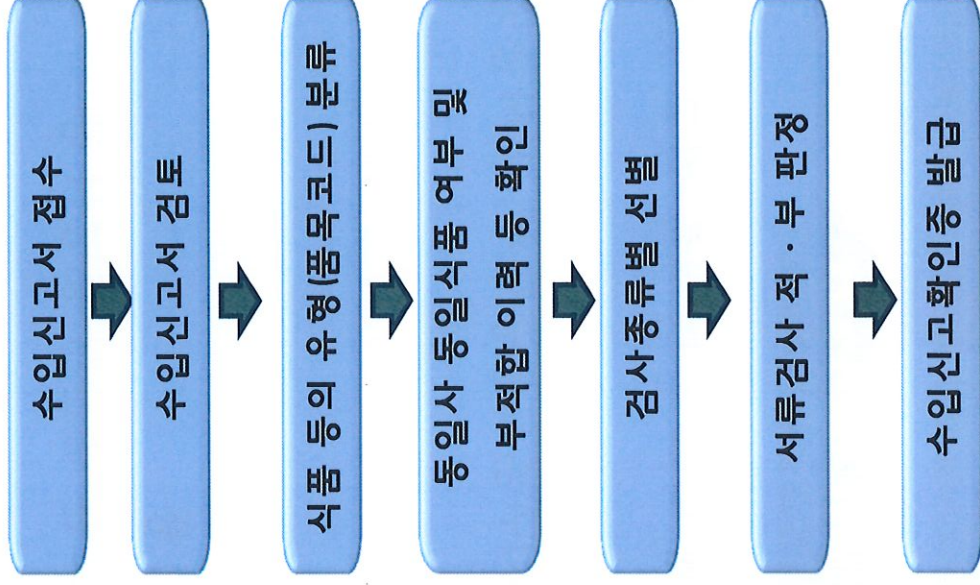 수입신고서 접수
수입신고서 검토
식품 등의 유형(품목코드) 분류
동일사 동일식품 여부 및
부적합 이력 등 확인
검사종류별 선별
서류검사 적 · 부 판정
수입신고확인증 발급